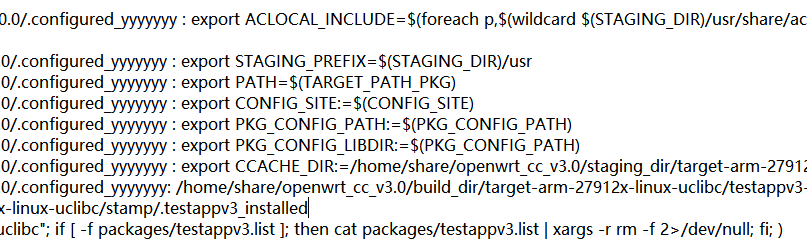 0.0/.configured_yyyyyyy : export ACLOCAL_INCLUDE=$(foreach p,$(wildcard $(STAGING_DIR)/usr/share/ac
0/.configured_yyyyyyy : export STAGING_PREFIX=$(STAGING_DIR)/usr
0/.configured_yyyyyyy : export PATH=$(TARGET_PATH_PKG)
0/.configured_yyyyyyy : export CONFIG_SITE:=$(CONFIG_SITE)
0/.configured_yyyyyyy : export PKG_CONFIG_PATH:=$(PKG_CONFIG_PATH)
0/.configured_yyyyyyy : export PKG_CONFIG_LIBDIR:=$(PKG_CONFIG_PATH)
0/.configured_yyyyyyy : export CCACHE_DIR:=/home/share/openwrt_cc_v3.0/staging_dir/target-arm-27912
0/.configured_yyyyyyy: /home/share/openwrt_cc_v3.0/build_dir/target-arm-27912x-linux-uclibc/testappv3-
x-linux-uclibc/stamp/.testappv3_installed
uclibc"; if [ -f packages/testappv3.list ]; then cat packages/testappv3.list | xargs -r rm -f 2>/dev/null; fi; )